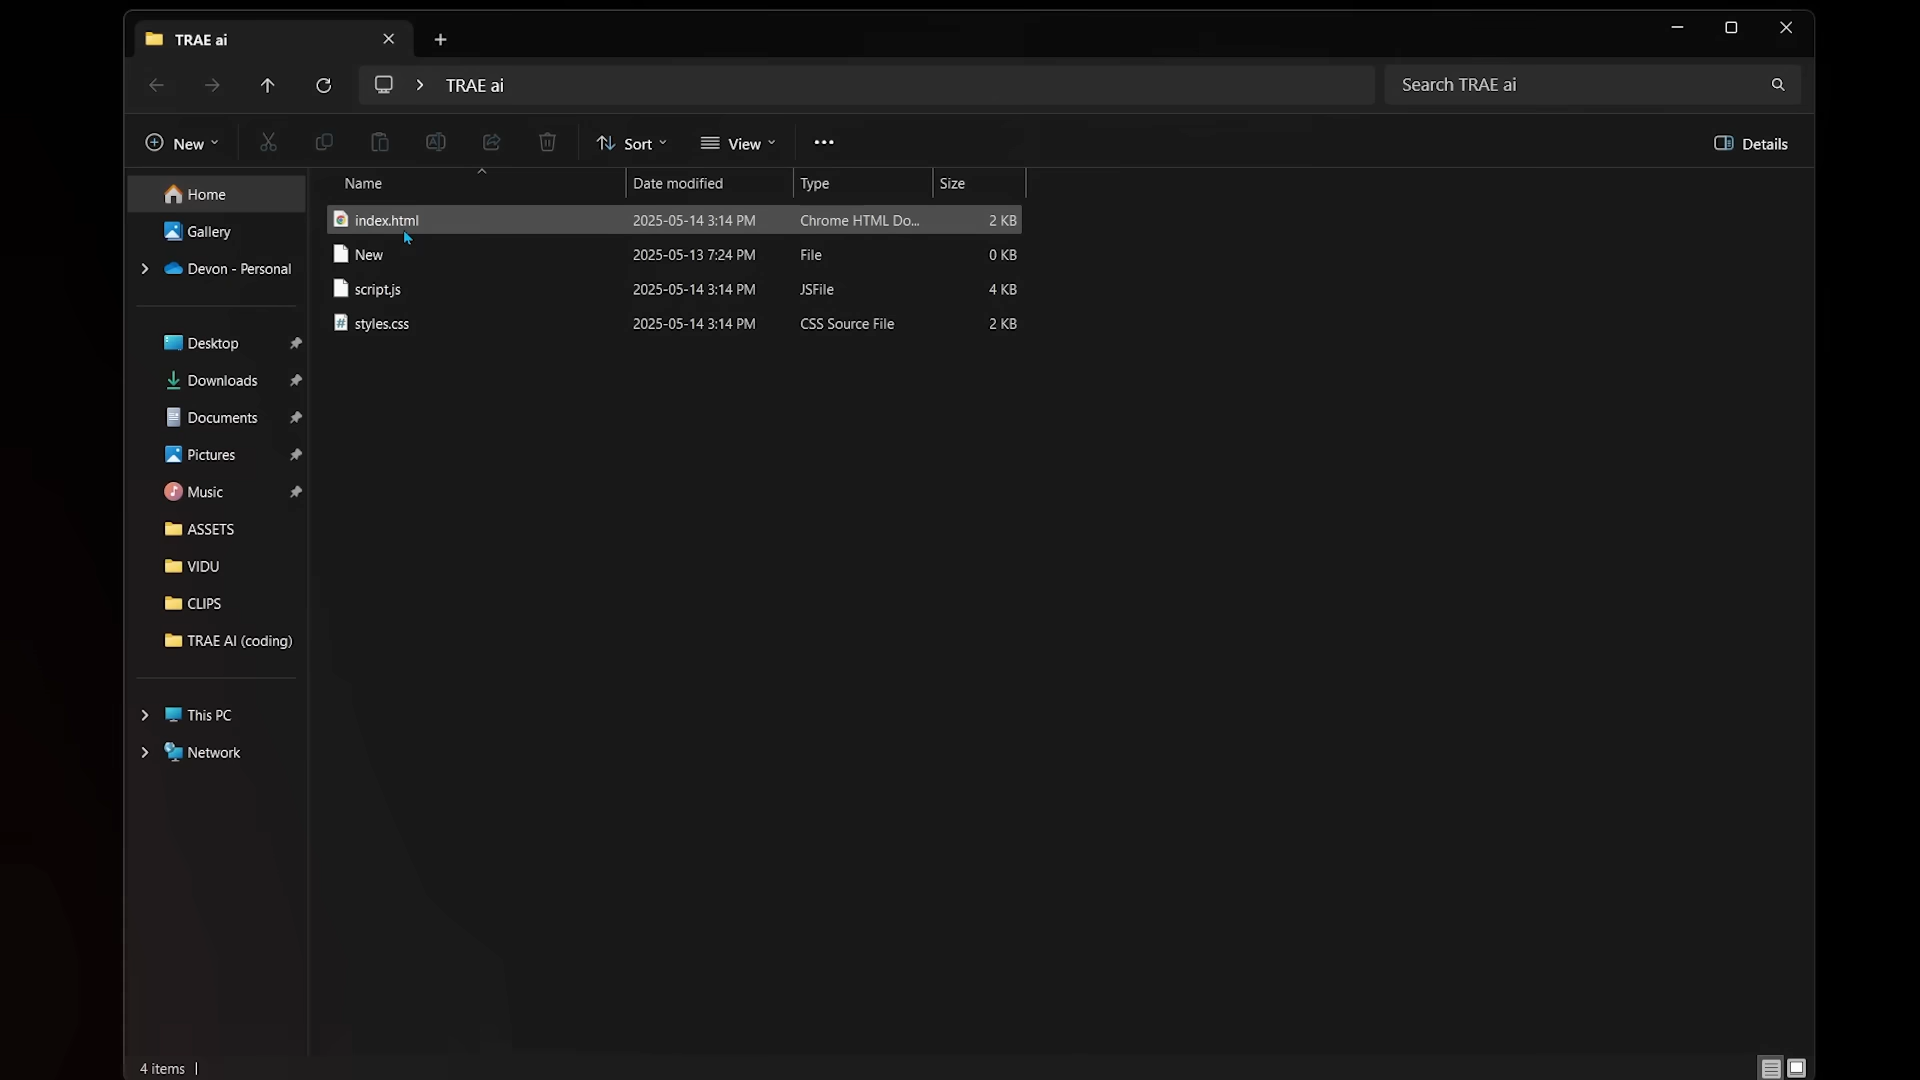 TRAE ai
TRAE ai
Search TRAE ai
New
Sort
View
Details
Home
Gallery
Devon - Personal
Desktop
Downloads
Documents
Pictures
Music
ASSETS
VIDU
CLIPS
TRAE AI (coding)
This PC
Network
Name Date modified Type Size
index.html 2025-05-14 3:14 PM Chrome HTML Do... 2 KB
New 2025-05-13 7:24 PM File 0 KB
script.js 2025-05-14 3:14 PM JSFile 4 KB
styles.css 2025-05-14 3:14 PM CSS Source File 2 KB
4 items